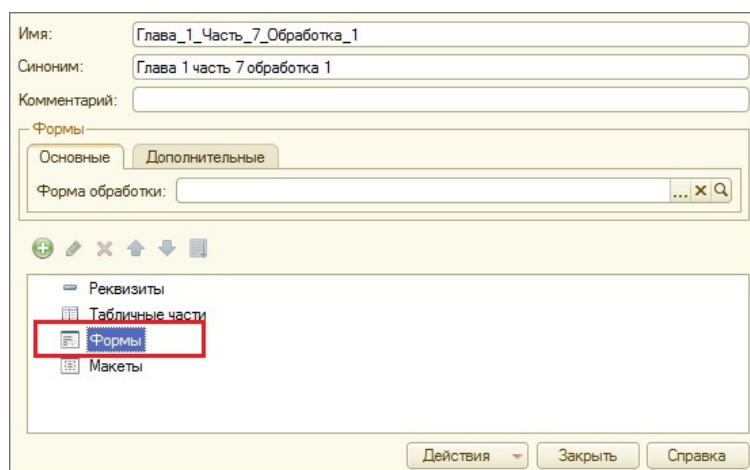 Имя: Глава_1_Часть_7_Обработка_1
Синоним: Глава 1 часть 7 обработка 1
Комментарий:
Формы
Основные Дополнительные
Форма обработки: ...
Реквизиты
Табличные части
Формы
Макеты
Действия Закрыть Справка